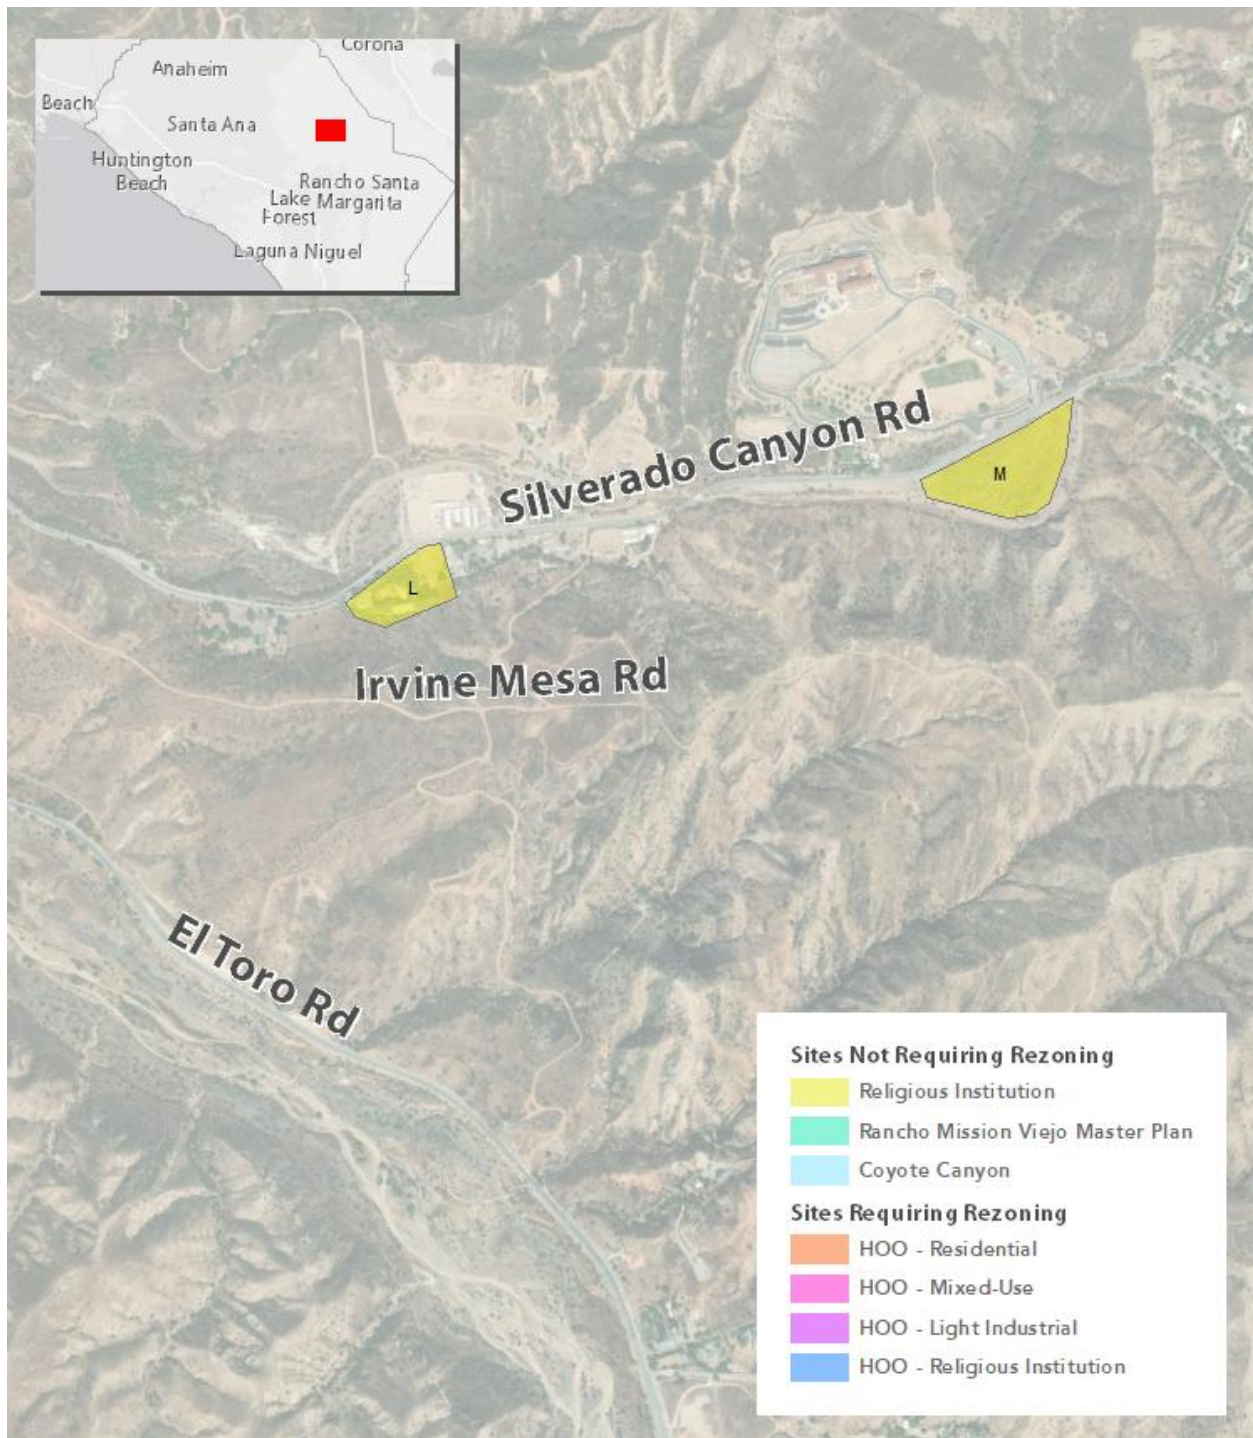 Corona
Anaheim
Beach
Santa Ana
Huntington
Beach
Rancho Santa
Lake Margarita
Forest
Laguna Niguel
Silverado Canyon Rd
M
L
Irvine Mesa Rd
El Toro Rd
Sites Not Requiring Rezoning
Religious Institution
Rancho Mission Viejo Master Plan
Coyote Canyon
Sites Requiring Rezoning
HOO - Residential
HOO - Mixed-Use
HOO - Light Industrial
HOO - Religious Institution